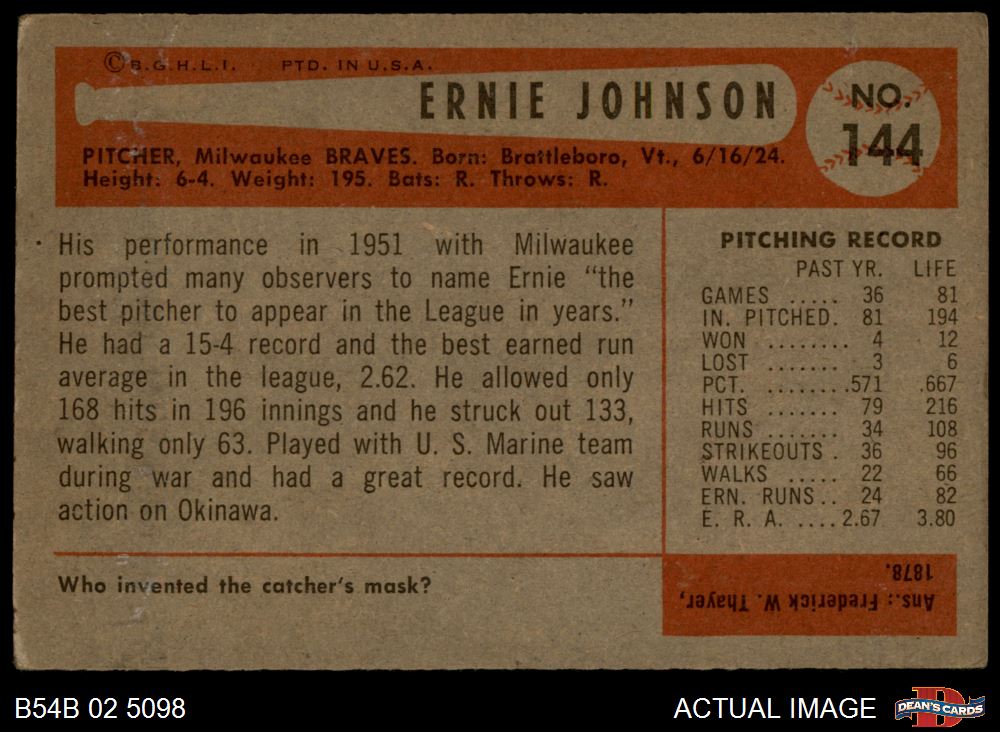 © B.G.H.L.I. PTD. IN U.S.A.
ERNIE JOHNSON
NO.
144
PITCHER, Milwaukee BRAVES. Born: Brattleboro, Vt., 6/16/24.
Height: 6-4. Weight: 195. Bats: R. Throws: R.
His performance in 1951 with Milwaukee
prompted many observers to name Ernie “the
best pitcher to appear in the League in years.”
He had a 15-4 record and the best earned run
average in the league, 2.62. He allowed only
168 hits in 196 innings and he struck out 133,
walking only 63. Played with U. S. Marine team
during war and had a great record. He saw
action on Okinawa.
PITCHING RECORD
PAST YR. LIFE
GAMES ..... 36 81
IN. PITCHED. 81 194
WON ........ 4 12
LOST ....... 3 6
PCT. ........ .571 .667
HITS ....... 79 216
RUNS ....... 34 108
STRIKEOUTS . 36 96
WALKS ..... 22 66
ERN. RUNS.. 24 82
E. R. A. .... 2.67 3.80
Who invented the catcher's mask?
Ans.: Frederick W. Thayer,
1878.
B54B 02 5098
ACTUAL IMAGE
D
DEAN'S CARDS